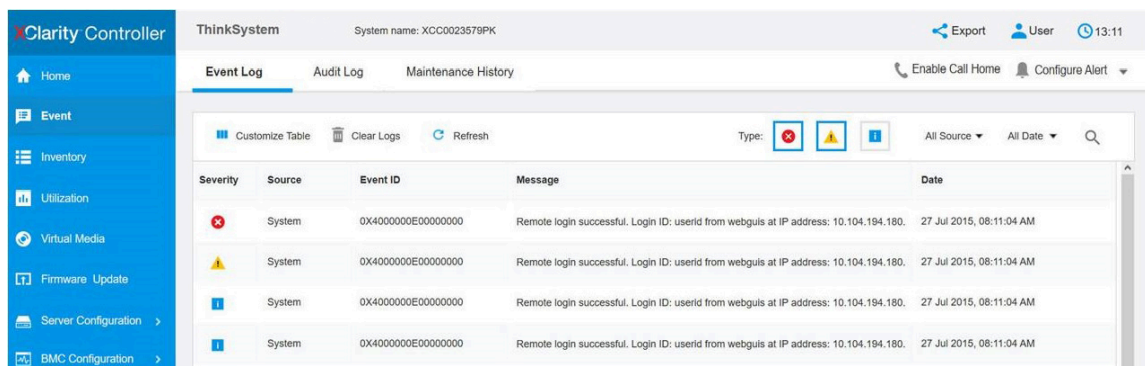 XClarity Controller
ThinkSystem System name: XCC0023579PK Export User 13:11
Home
Event Log Audit Log Maintenance History Enable Call Home Configure Alert
Event
Customize Table Clear Logs Refresh Type: All Source All Date
Inventory
Severity Source Event ID Message Date
Utilization
System 0X4000000E00000000 Remote login successful. Login ID: userid from webguis at IP address: 10.104.194.180. 27 Jul 2015, 08:11:04 AM
Virtual Media
System 0X4000000E00000000 Remote login successful. Login ID: userid from webguis at IP address: 10.104.194.180. 27 Jul 2015, 08:11:04 AM
Firmware Update
System 0X4000000E00000000 Remote login successful. Login ID: userid from webguis at IP address: 10.104.194.180. 27 Jul 2015, 08:11:04 AM
Server Configuration >
System 0X4000000E00000000 Remote login successful. Login ID: userid from webguis at IP address: 10.104.194.180. 27 Jul 2015, 08:11:04 AM
BMC Configuration >